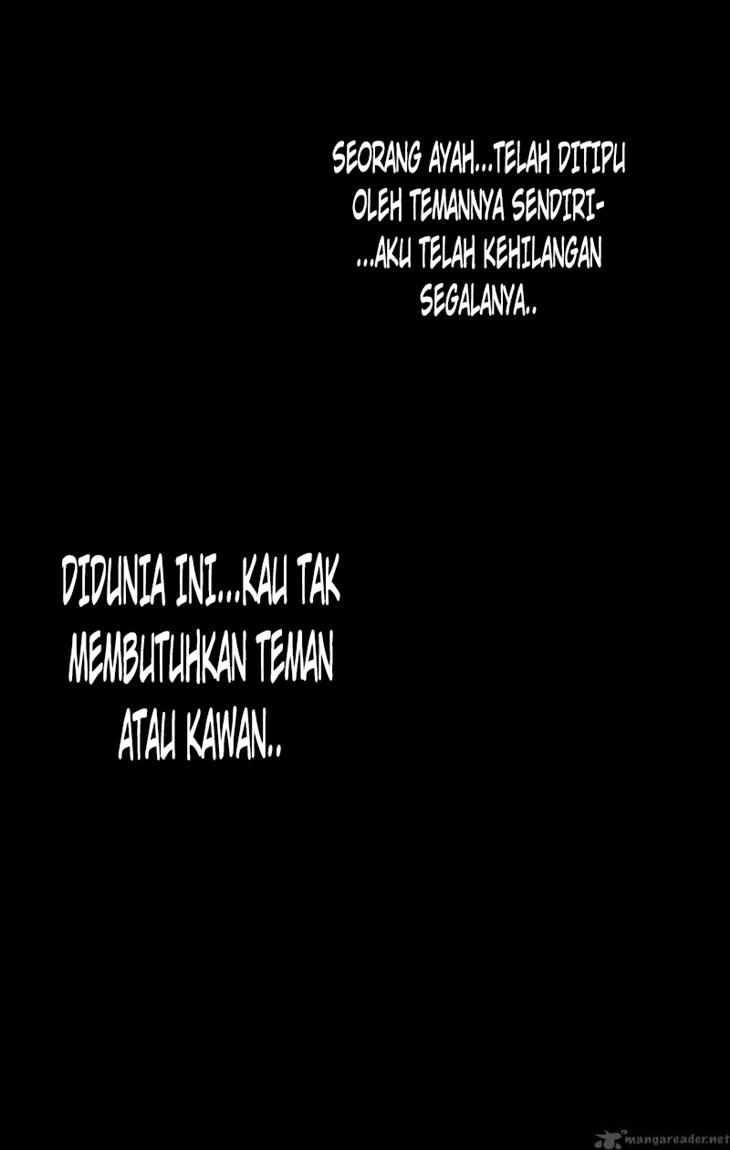 SEORANG AYAH...TELAH DITIPU
OLEH TEMANNYA SENDIRI-
...AKU TELAH KEHILANGAN
SEGALANYA..
DIDUNIA INI...KAU TAK
MEMBUTUHKAN TEMAN
ATAU KAWAN..
mangareader.net